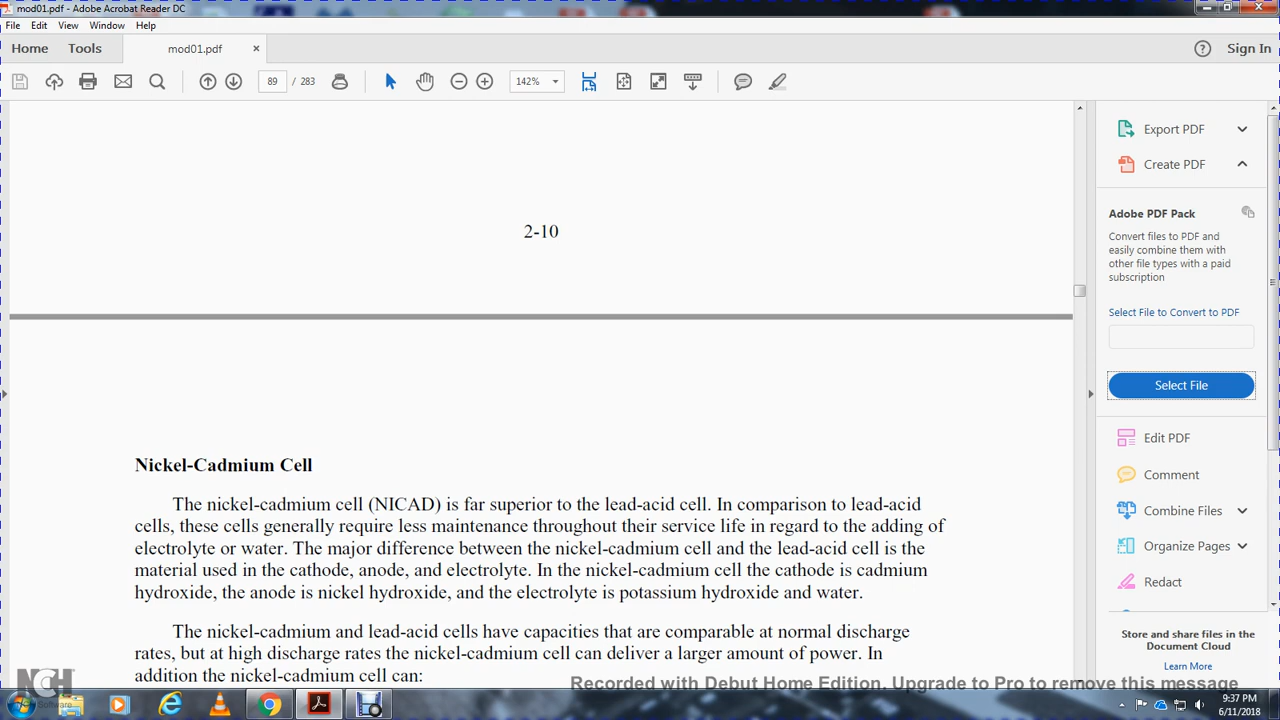 mod01.pdf - Adobe Acrobat Reader DC
File Edit View Window Help
Home Tools mod01.pdf × Sign In
89 / 283 142%
Export PDF
Create PDF
Adobe PDF Pack
Convert files to PDF and
easily combine them with
other file types with a paid
subscription
Select File to Convert to PDF
Select File
Edit PDF
Comment
Combine Files
Organize Pages
Redact
Store and share files in the
Document Cloud
Learn More
2-10
Nickel-Cadmium Cell
The nickel-cadmium cell (NICAD) is far superior to the lead-acid cell. In comparison to lead-acid
cells, these cells generally require less maintenance throughout their service life in regard to the adding of
electrolyte or water. The major difference between the nickel-cadmium cell and the lead-acid cell is the
material used in the cathode, anode, and electrolyte. In the nickel-cadmium cell the cathode is cadmium
hydroxide, the anode is nickel hydroxide, and the electrolyte is potassium hydroxide and water.
The nickel-cadmium and lead-acid cells have capacities that are comparable at normal discharge
rates, but at high discharge rates the nickel-cadmium cell can deliver a larger amount of power. In
addition the nickel-cadmium cell can:
Recorded with Debut Home Edition. Upgrade to Pro to remove this message
NCH
Software
9:37 PM
6/11/2018